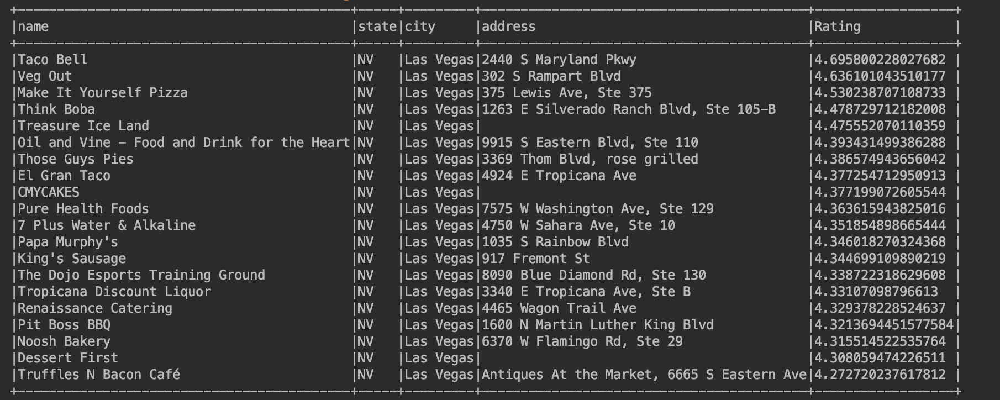 +-------------------------------------------+-----+---------+------------------------------------------+------------------+
|name                                       |state|city     |address                                   |Rating            |
+-------------------------------------------+-----+---------+------------------------------------------+------------------+
|Taco Bell                                  |NV   |Las Vegas|2440 S Maryland Pkwy                      |4.695800228027682 |
|Veg Out                                    |NV   |Las Vegas|302 S Rampart Blvd                        |4.636101043510177 |
|Make It Yourself Pizza                     |NV   |Las Vegas|375 Lewis Ave, Ste 375                    |4.530238707108733 |
|Think Boba                                 |NV   |Las Vegas|1263 E Silverado Ranch Blvd, Ste 105-B    |4.478729712182008 |
|Treasure Ice Land                          |NV   |Las Vegas|                                          |4.475552070110359 |
|Oil and Vine - Food and Drink for the Heart|NV   |Las Vegas|9915 S Eastern Blvd, Ste 110              |4.393431499386288 |
|Those Guys Pies                            |NV   |Las Vegas|3369 Thom Blvd, rose grilled              |4.386574943656042 |
|El Gran Taco                               |NV   |Las Vegas|4924 E Tropicana Ave                      |4.377254712950913 |
|CMYCAKES                                   |NV   |Las Vegas|                                          |4.377199072605544 |
|Pure Health Foods                          |NV   |Las Vegas|7575 W Washington Ave, Ste 129            |4.363615943825016 |
|7 Plus Water & Alkaline                    |NV   |Las Vegas|4750 W Sahara Ave, Ste 10                 |4.351854898665444 |
|Papa Murphy's                              |NV   |Las Vegas|1035 S Rainbow Blvd                       |4.346018270324368 |
|King's Sausage                             |NV   |Las Vegas|917 Fremont St                            |4.344699109890219 |
|The Dojo Esports Training Ground           |NV   |Las Vegas|8090 Blue Diamond Rd, Ste 130             |4.338722318629608 |
|Tropicana Discount Liquor                  |NV   |Las Vegas|3340 E Tropicana Ave, Ste B               |4.33107098796613  |
|Renaissance Catering                       |NV   |Las Vegas|4465 Wagon Trail Ave                      |4.329378228524637 |
|Pit Boss BBQ                               |NV   |Las Vegas|1600 N Martin Luther King Blvd            |4.3213694451577584|
|Noosh Bakery                               |NV   |Las Vegas|6370 W Flamingo Rd, Ste 29                |4.315514522535764 |
|Dessert First                              |NV   |Las Vegas|                                          |4.308059474226511 |
|Truffles N Bacon Café                      |NV   |Las Vegas|Antiques At the Market, 6665 S Eastern Ave|4.272720237617812 |
+-------------------------------------------+-----+---------+------------------------------------------+------------------+